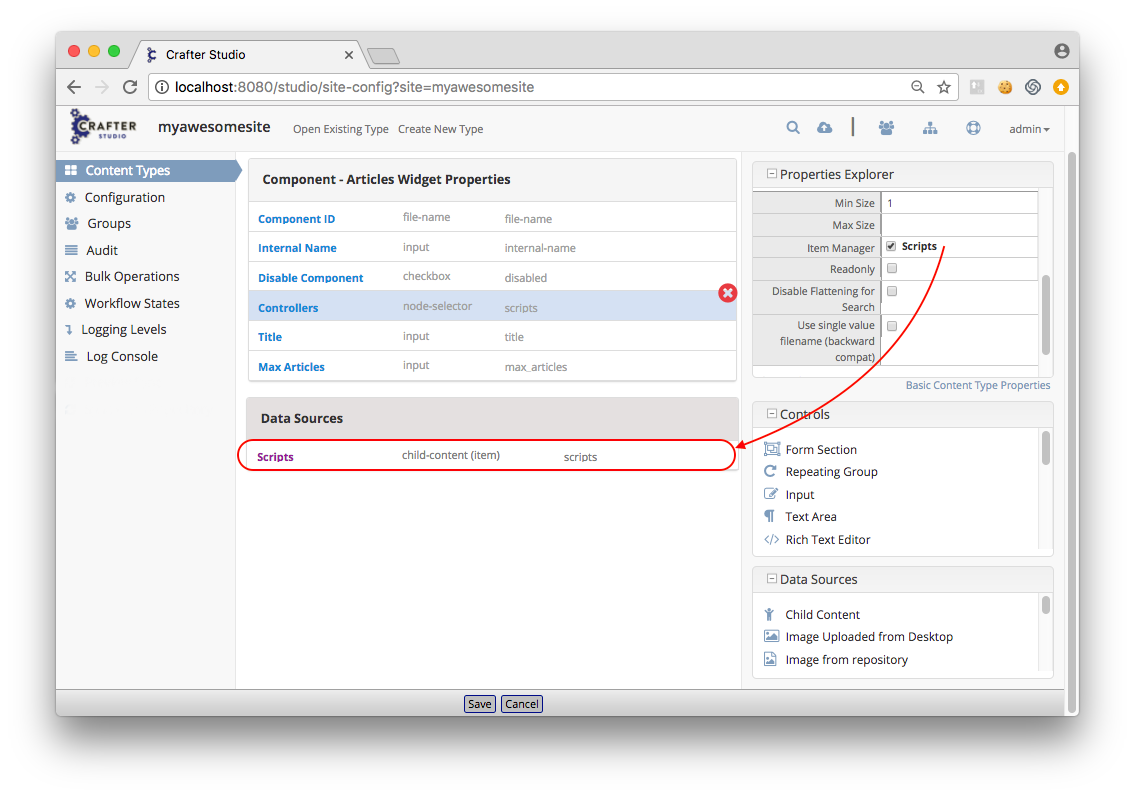 Crafter Studio
localhost:8080/studio/site-config?site=myawesomesite
CRAFTER
STUDIO
myawesomesite
Open Existing Type
Create New Type
admin
Content Types
Configuration
Groups
Audit
Bulk Operations
Workflow States
Logging Levels
Log Console
Component - Articles Widget Properties
Component ID file-name file-name
Internal Name input internal-name
Disable Component checkbox disabled
Controllers node-selector scripts
Title input title
Max Articles input max_articles
Data Sources
Scripts child-content (item) scripts
Properties Explorer
Min Size 1
Max Size
Item Manager Scripts
Readonly
Disable Flattening for
Search
Use single value
filename (backward
compat)
Basic Content Type Properties
Controls
Form Section
Repeating Group
Input
Text Area
Rich Text Editor
Data Sources
Child Content
Image Uploaded from Desktop
Image from repository
Save
Cancel